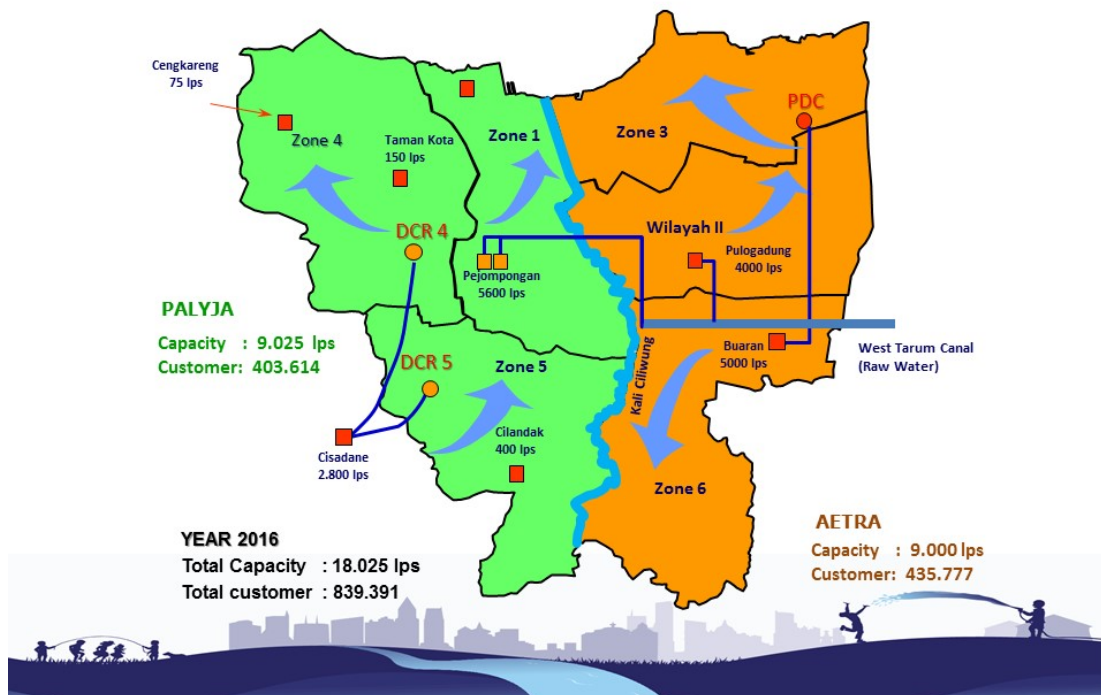 Cengkareng
75 lps
Zone 4
Taman Kota
150 lps
Zone 1
Zone 3
PDC
DCR 4
Wilayah II
Pulogadung
4000 lps
Pejompongan
5600 lps
PALYJA
Capacity : 9.025 lps
Customer: 403.614
DCR 5
Zone 5
Kali Ciliwung
Buaran
5000 lps
West Tarum Canal
(Raw Water)
Cilandak
400 lps
Cisadane
2.800 lps
Zone 6
AETRA
Capacity : 9.000 lps
Customer: 435.777
YEAR 2016
Total Capacity : 18.025 lps
Total customer : 839.391